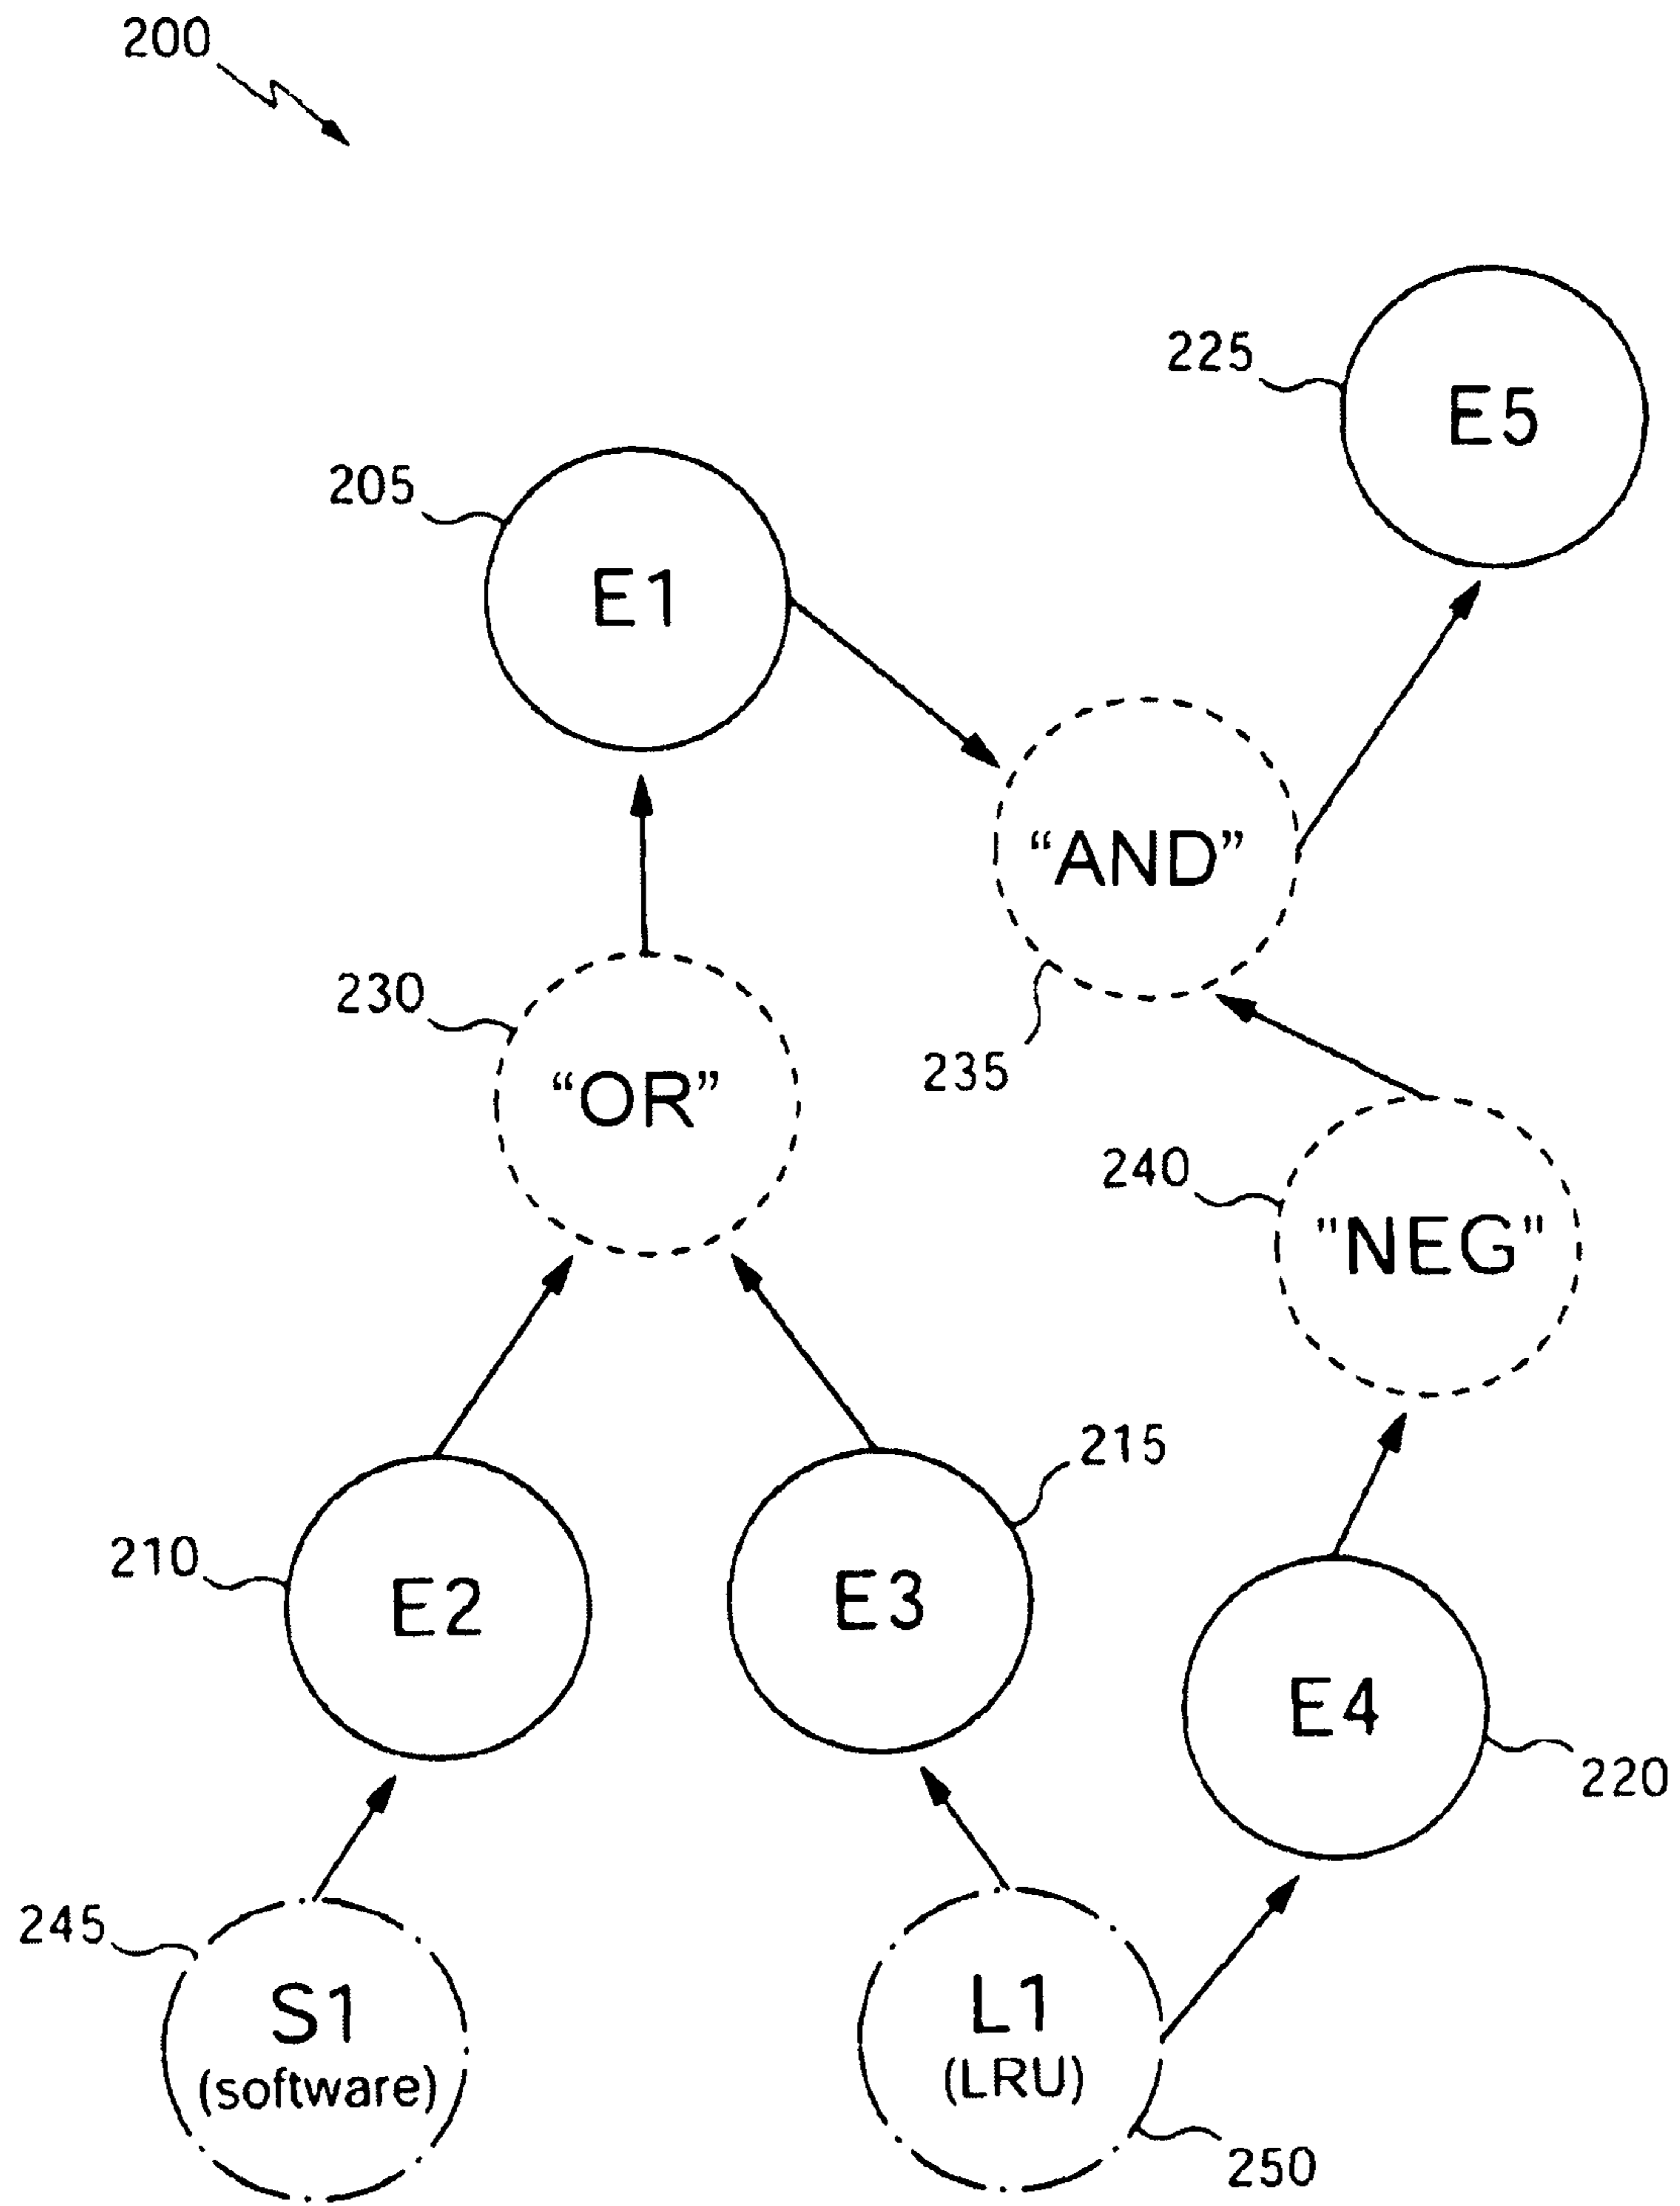 200
225
E5
205
E1
“AND”
230
“OR”
235
240
"NEG"
215
210
E2
E3
E4
220
245
S1
(software)
L1
(LRU)
250